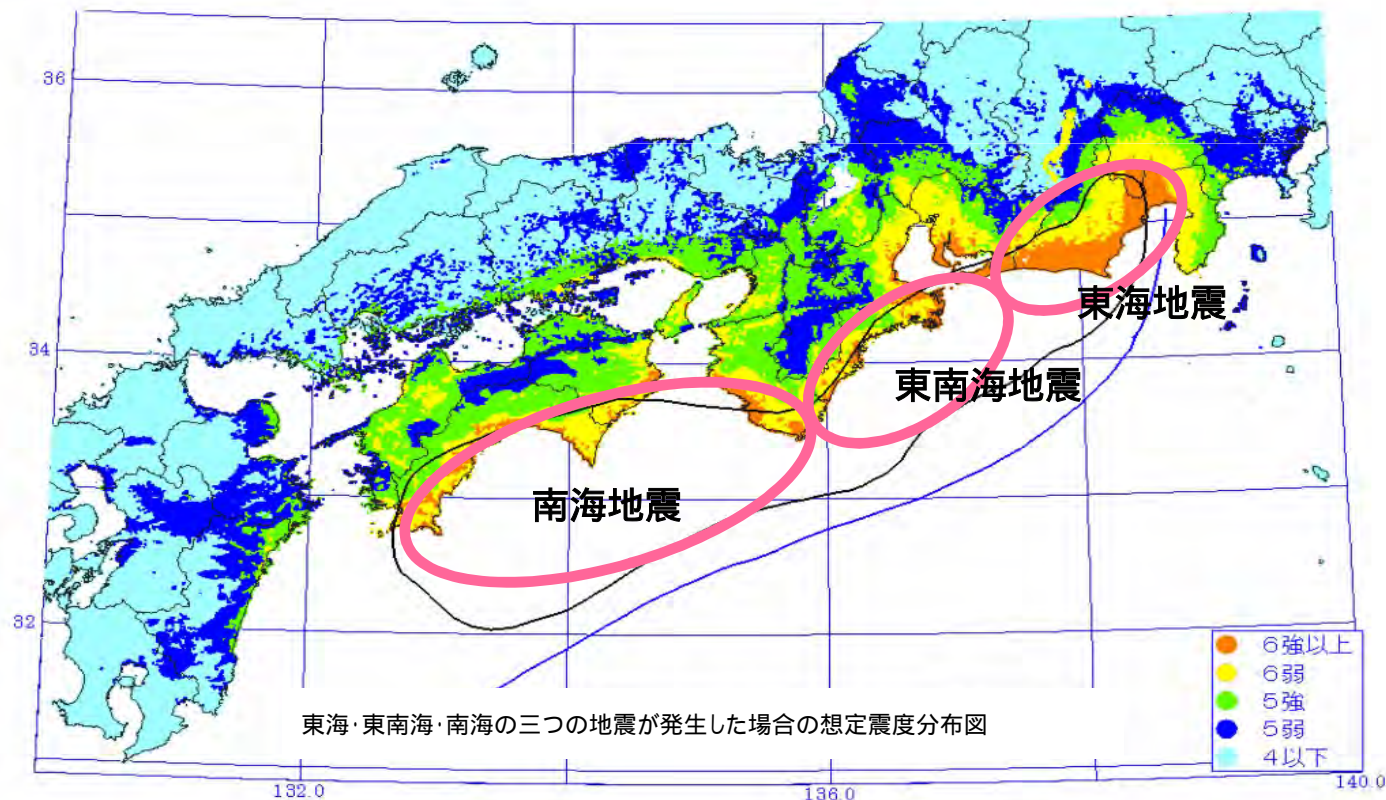 36
34
32
東海地震
東南海地震
南海地震
6強以上
6弱
5強
5弱
4以下
東海・東南海・南海の三つの地震が発生した場合の想定震度分布図
132.0
136.0
140.0